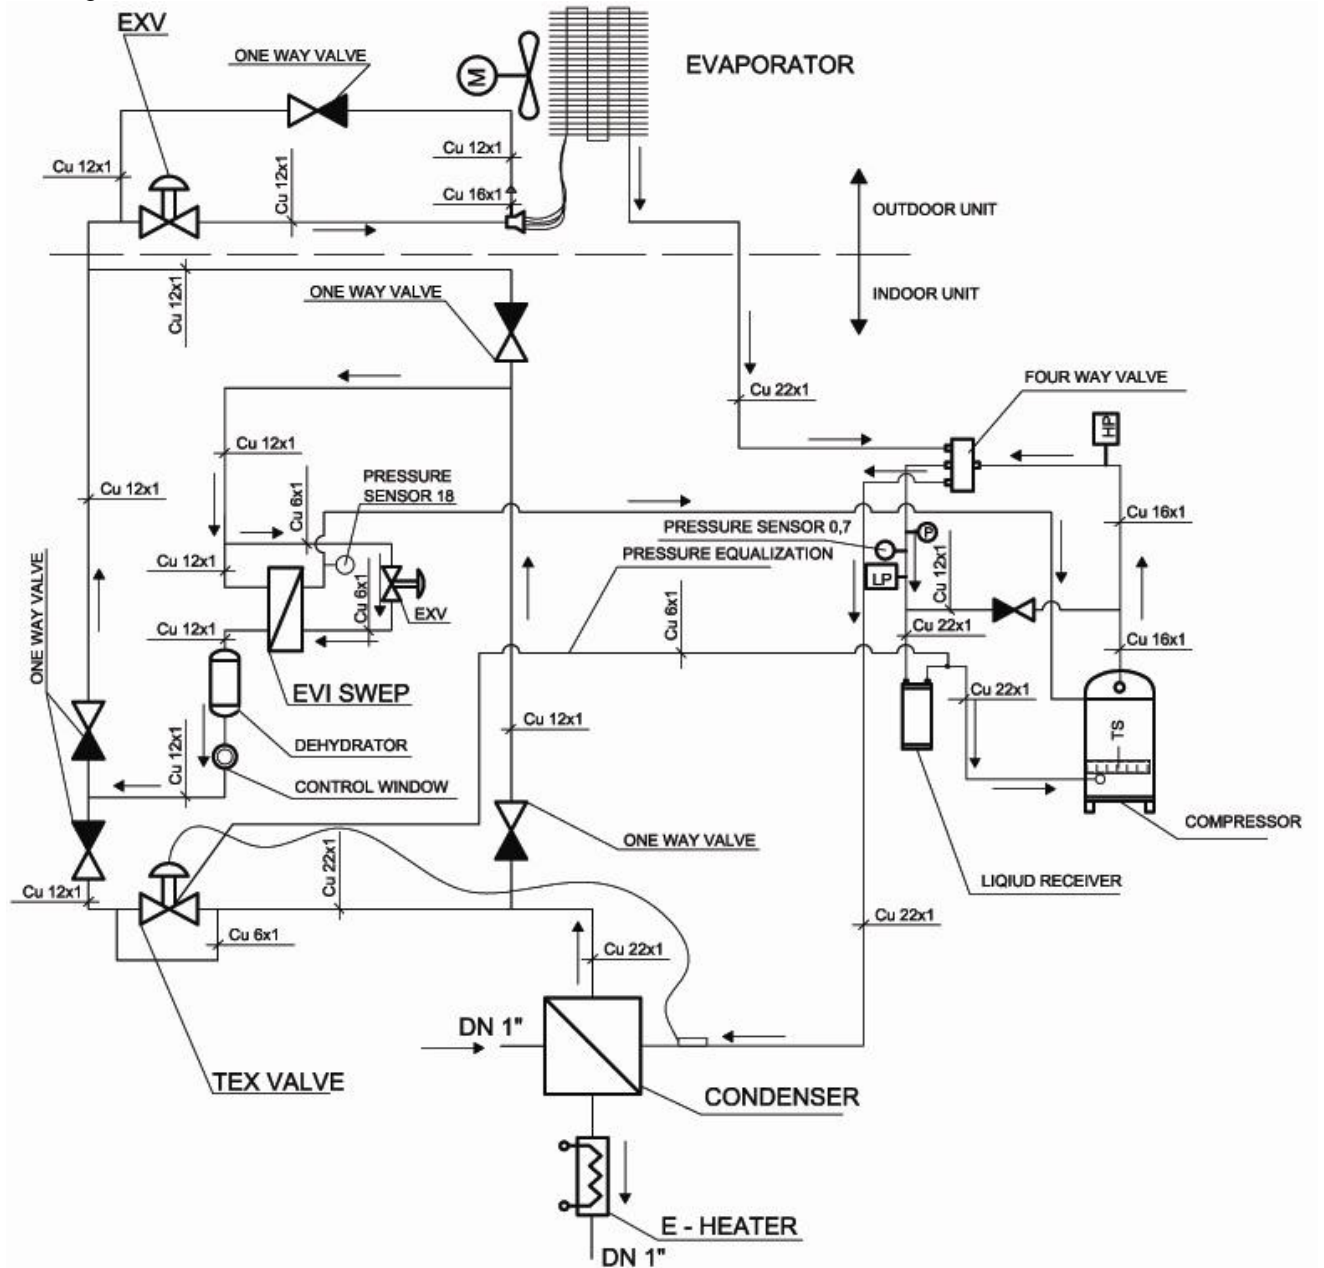 EXV
ONE WAY VALVE
M
EVAPORATOR
Cu 12x1
Cu 12x1
Cu 12x1
Cu 16x1
OUTDOOR UNIT
INDOOR UNIT
Cu 12x1
ONE WAY VALVE
FOUR WAY VALVE
Cu 22x1
HP
Cu 12x1
PRESSURE
SENSOR 18
Cu 12x1
Cu 6x1
Cu 16x1
PRESSURE SENSOR 0,7
P
PRESSURE EQUALIZATION
Cu 12x1
LP
Cu 12x1
Cu 6x1
EXV
Cu 6x1
ONE WAY VALVE
Cu 12x1
Cu 22x1
Cu 16x1
EVI SWEP
Cu 22x1
Cu 12x1
TS
DEHYDRATOR
Cu 12x1
CONTROL WINDOW
COMPRESSOR
ONE WAY VALVE
Cu 22x1
LIQIUD RECEIVER
Cu 12x1
Cu 22x1
Cu 6x1
Cu 22x1
DN 1"
TEX VALVE
CONDENSER
E - HEATER
DN 1"